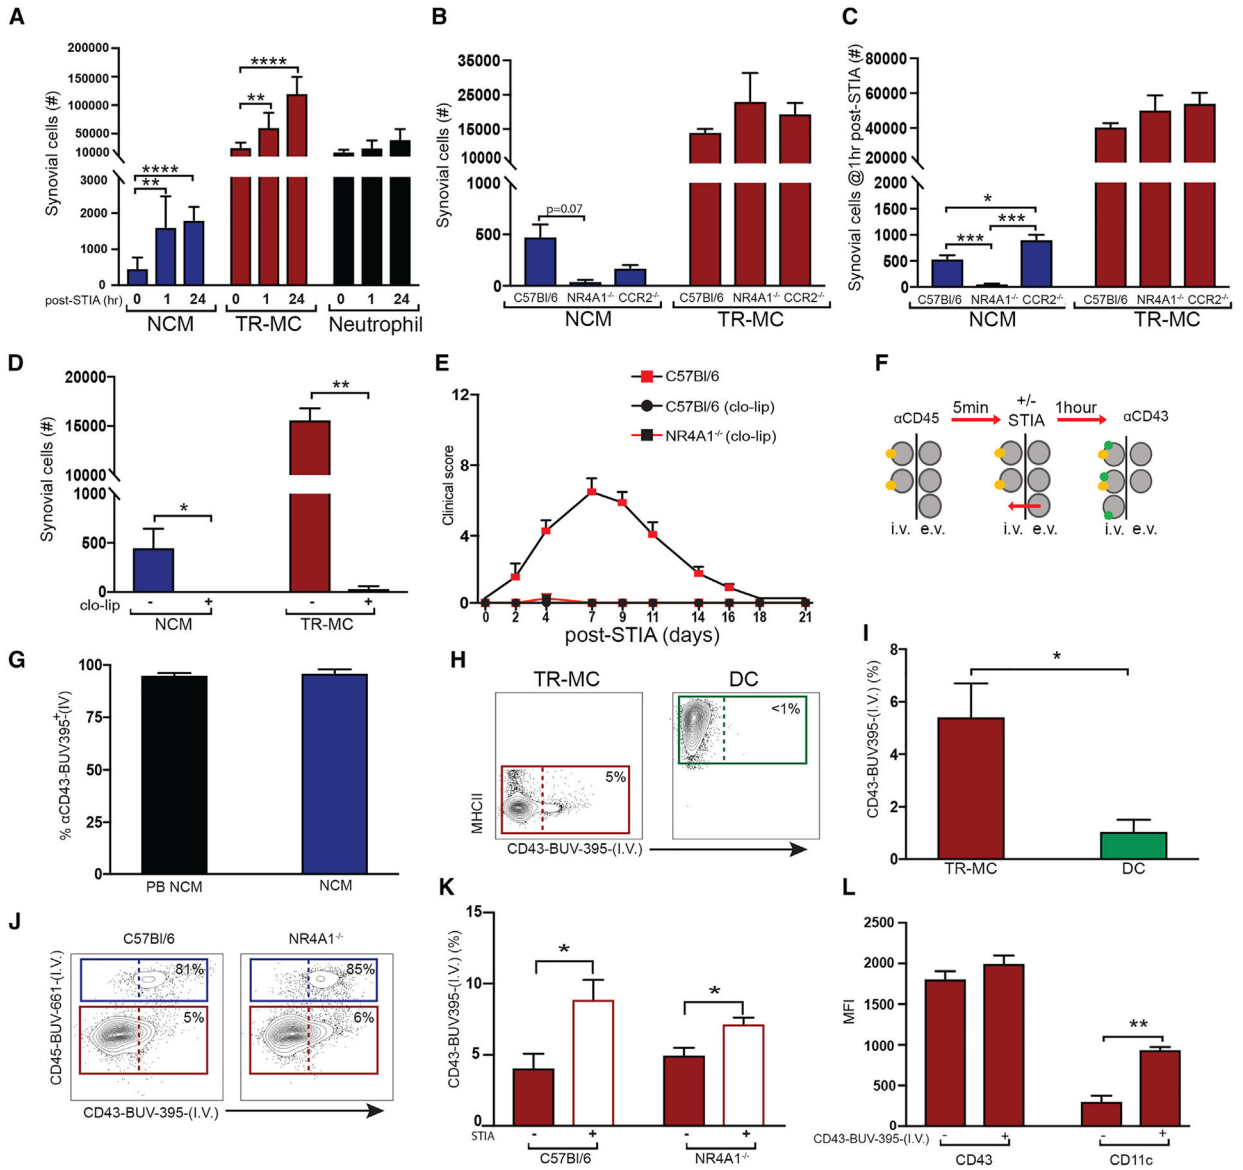 A
Synovial cells (#)
200000
150000
100000
50000
10000
3000
2000
1000
0
****
**
**
****
post-STIA (hr) 0 1 24 0 1 24 0 1 24
NCM TR-MC Neutrophil
B
Synovial cells (#)
35000
25000
15000
10000
1000
500
0
p=0.07
C57Bl/6 NR4A1-/- CCR2-/- C57Bl/6 NR4A1-/- CCR2-/-
NCM TR-MC
C
Synovial cells @1hr post-STIA (#)
80000
60000
40000
20000
2000
1500
1000
500
0
*
***
***
C57Bl/6 NR4A1-/- CCR2-/- C57Bl/6 NR4A1-/- CCR2-/-
NCM TR-MC
D
Synovial cells (#)
20000
15000
10000
1000
500
0
*
**
clo-lip - + - +
NCM TR-MC
E
C57Bl/6
C57Bl/6 (clo-lip)
NR4A1-/- (clo-lip)
Clinical score
12
8
4
0
0 2 4 7 9 11 14 16 18 21
post-STIA (days)
F
αCD45 5min +/- STIA 1hour αCD43
i.v. e.v. i.v. e.v. i.v. e.v.
G
% αCD43-BUV395+(IV)
100
75
50
25
0
PB NCM NCM
H
TR-MC DC
<1%
5%
MHCII
CD43-BUV-395-(I.V.)
I
CD43-BUV395-(I.V.) (%)
8
6
4
2
0
*
TR-MC DC
J
C57Bl/6 NR4A1-/-
81% 85%
5% 6%
CD45-BUV-661-(I.V.)
CD43-BUV-395-(I.V.)
K
CD43-BUV395-(I.V.) (%)
15
10
5
0
*
*
STIA - + - +
C57Bl/6 NR4A1-/-
L
MFI
2500
2000
1500
1000
500
0
**
CD43-BUV-395-(I.V.) - + - +
CD43 CD11c